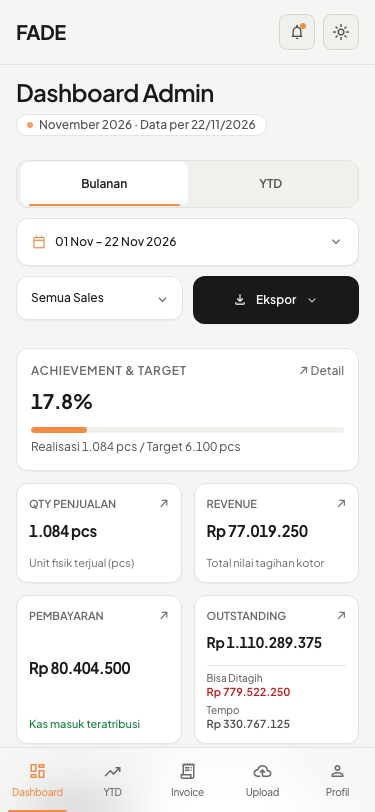 FADE
Dashboard Admin
November 2026 · Data per 22/11/2026
Bulanan
YTD
01 Nov – 22 Nov 2026
Semua Sales
Ekspor
ACHIEVEMENT & TARGET
Detail
17.8%
Realisasi 1.084 pcs / Target 6.100 pcs
QTY PENJUALAN
1.084 pcs
Unit fisik terjual (pcs)
REVENUE
Rp 77.019.250
Total nilai tagihan kotor
PEMBAYARAN
Rp 80.404.500
Kas masuk teratribusi
OUTSTANDING
Rp 1.110.289.375
Bisa Ditagih
Rp 779.522.250
Tempo
Rp 330.767.125
Dashboard
YTD
Invoice
Upload
Profil